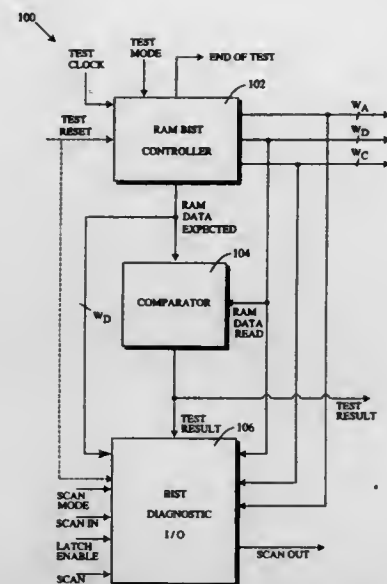 100
TEST
MODE
END OF TEST
TEST
CLOCK
102
TEST
RESET
RAM BIST
CONTROLLER
WA
WD
WC
RAM
DATA
EXPECTED
104
COMPARATOR
WD
RAM
DATA
READ
TEST
RESULT
106
TEST
RESULT
SCAN
MODE
SCAN IN
LATCH
ENABLE
SCAN
BIST
DIAGNOSTIC
I/O
SCAN OUT